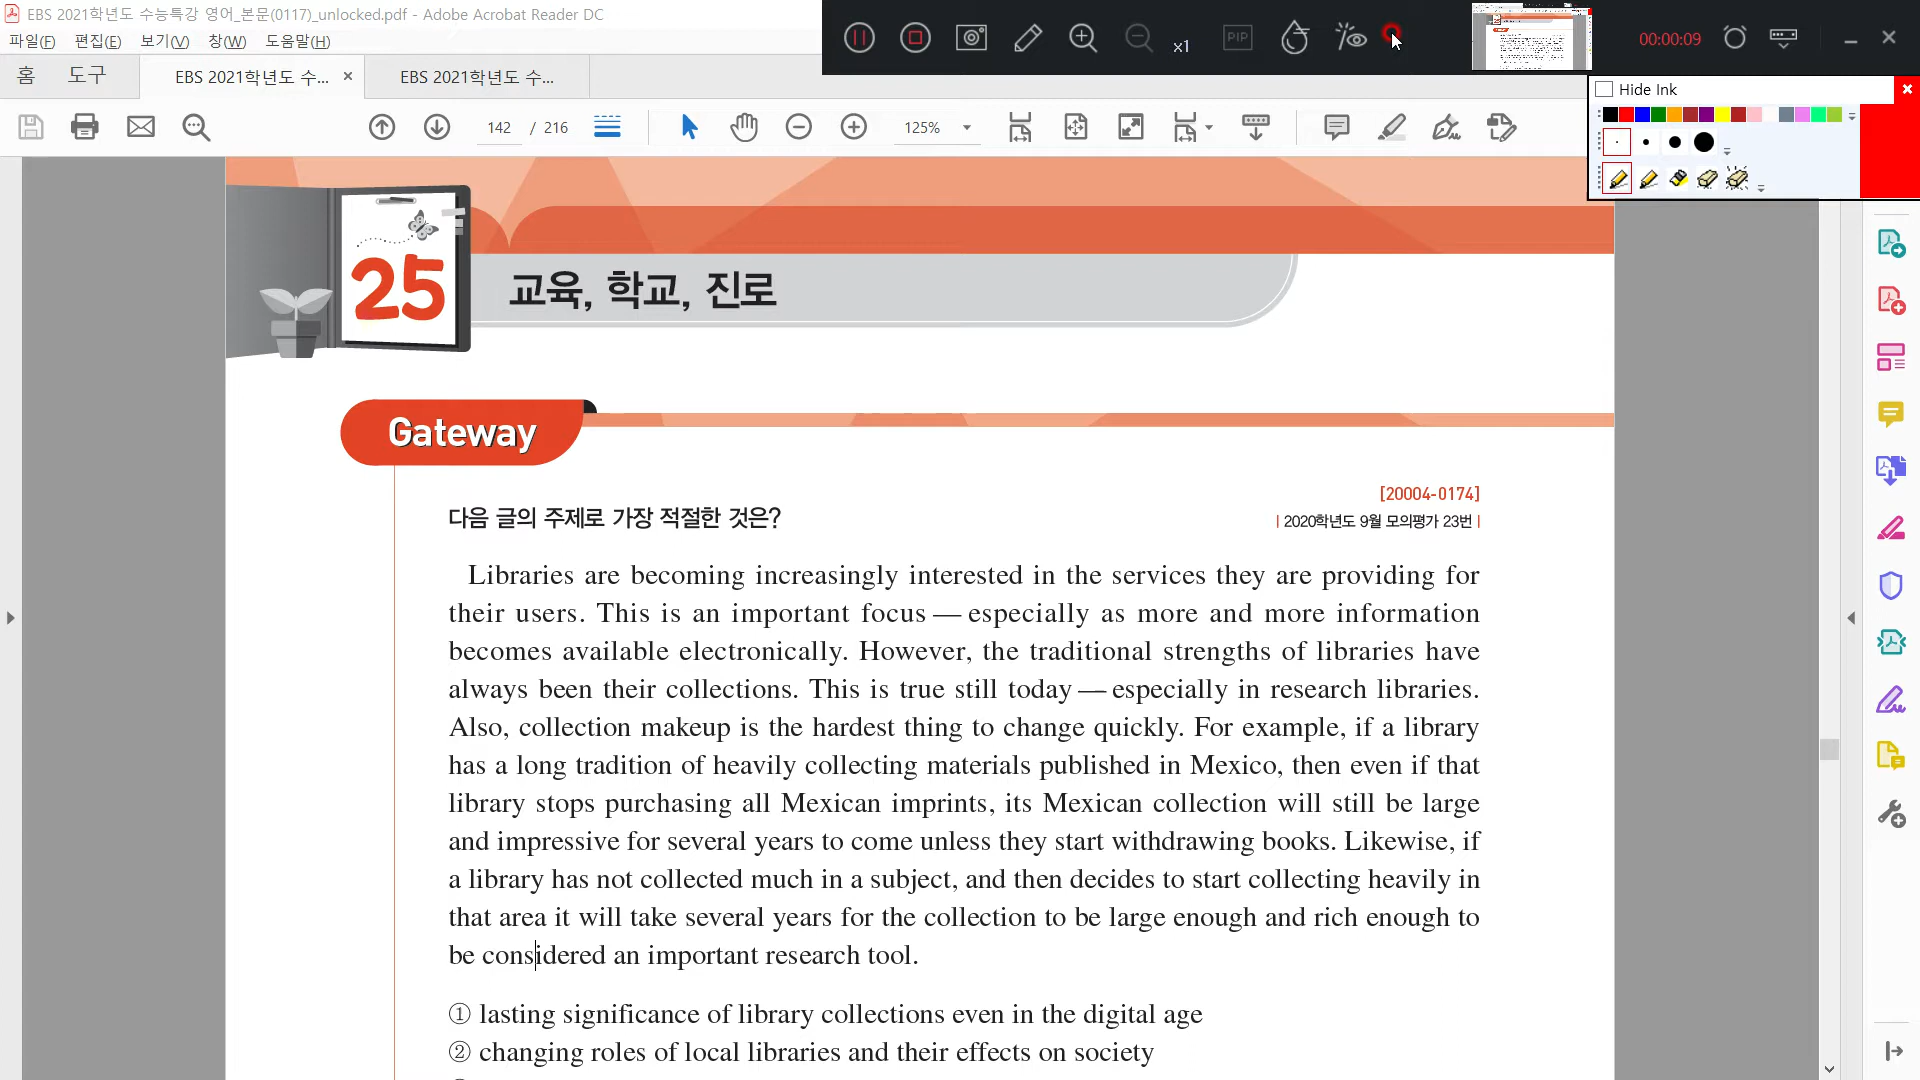 EBS 2021학년도 수능특강 영어_본문(0117)_unlocked.pdf - Adobe Acrobat Reader DC
파일(F) 편집(E) 보기(V) 창(W) 도움말(H)
x1
PIP
00:00:09
홈 도구 EBS 2021학년도 수... × EBS 2021학년도 수...
Hide Ink
142 / 216
125%
25
교육, 학교, 진로
Gateway
[20004-0174]
다음 글의 주제로 가장 적절한 것은?
| 2020학년도 9월 모의평가 23번 |
Libraries are becoming increasingly interested in the services they are providing for
their users. This is an important focus — especially as more and more information
becomes available electronically. However, the traditional strengths of libraries have
always been their collections. This is true still today — especially in research libraries.
Also, collection makeup is the hardest thing to change quickly. For example, if a library
has a long tradition of heavily collecting materials published in Mexico, then even if that
library stops purchasing all Mexican imprints, its Mexican collection will still be large
and impressive for several years to come unless they start withdrawing books. Likewise, if
a library has not collected much in a subject, and then decides to start collecting heavily in
that area it will take several years for the collection to be large enough and rich enough to
be considered an important research tool.
① lasting significance of library collections even in the digital age
② changing roles of local libraries and their effects on society